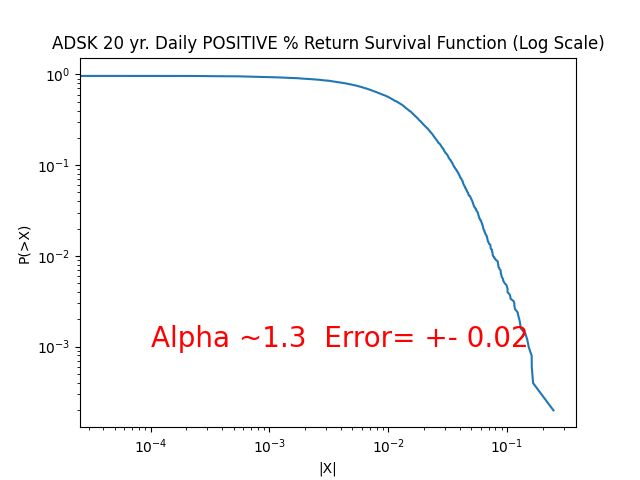 ADSK 20 yr. Daily POSITIVE % Return Survival Function (Log Scale)
10⁰
10⁻¹
10⁻²
10⁻³
P(>X)
Alpha ~1.3  Error= +- 0.02
10⁻⁴ 10⁻³ 10⁻² 10⁻¹
|X|